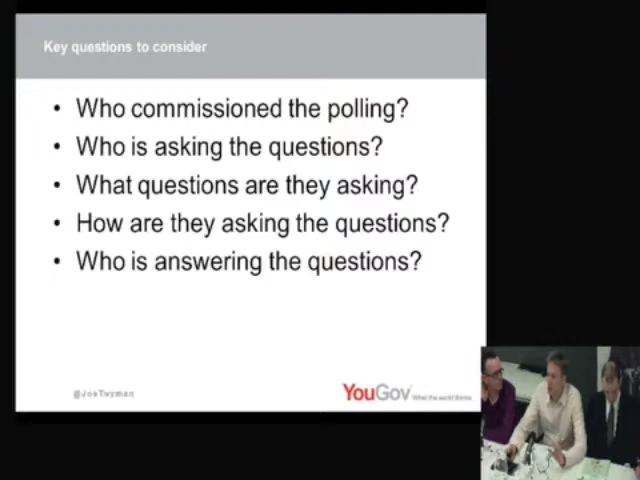 Key questions to consider
• Who commissioned the polling?
• Who is asking the questions?
• What questions are they asking?
• How are they asking the questions?
• Who is answering the questions?
@JoeTwyman
YouGov What the world thinks